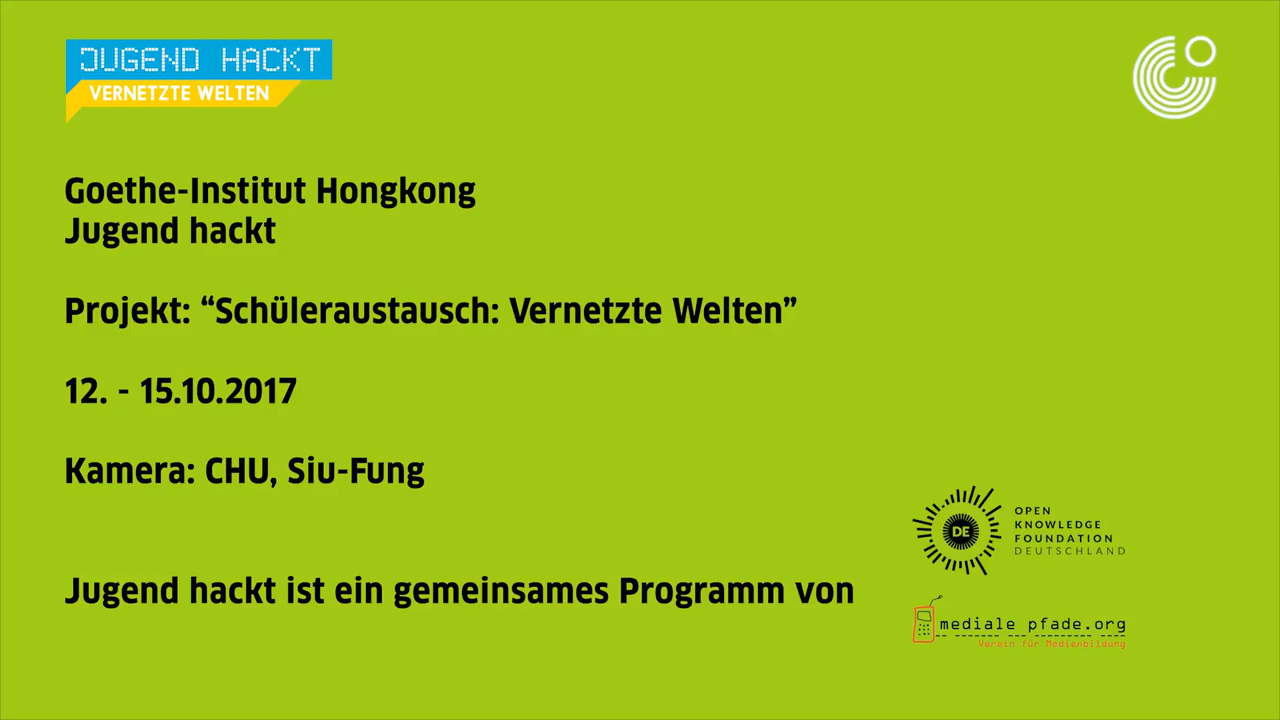 JUGEND HACKT
VERNETZTE WELTEN
Goethe-Institut Hongkong
Jugend hackt
Projekt: “Schüleraustausch: Vernetzte Welten”
12. - 15.10.2017
Kamera: CHU, Siu-Fung
Jugend hackt ist ein gemeinsames Programm von
DE
OPEN
KNOWLEDGE
FOUNDATION
DEUTSCHLAND
mediale pfade.org
Verein für Medienbildung